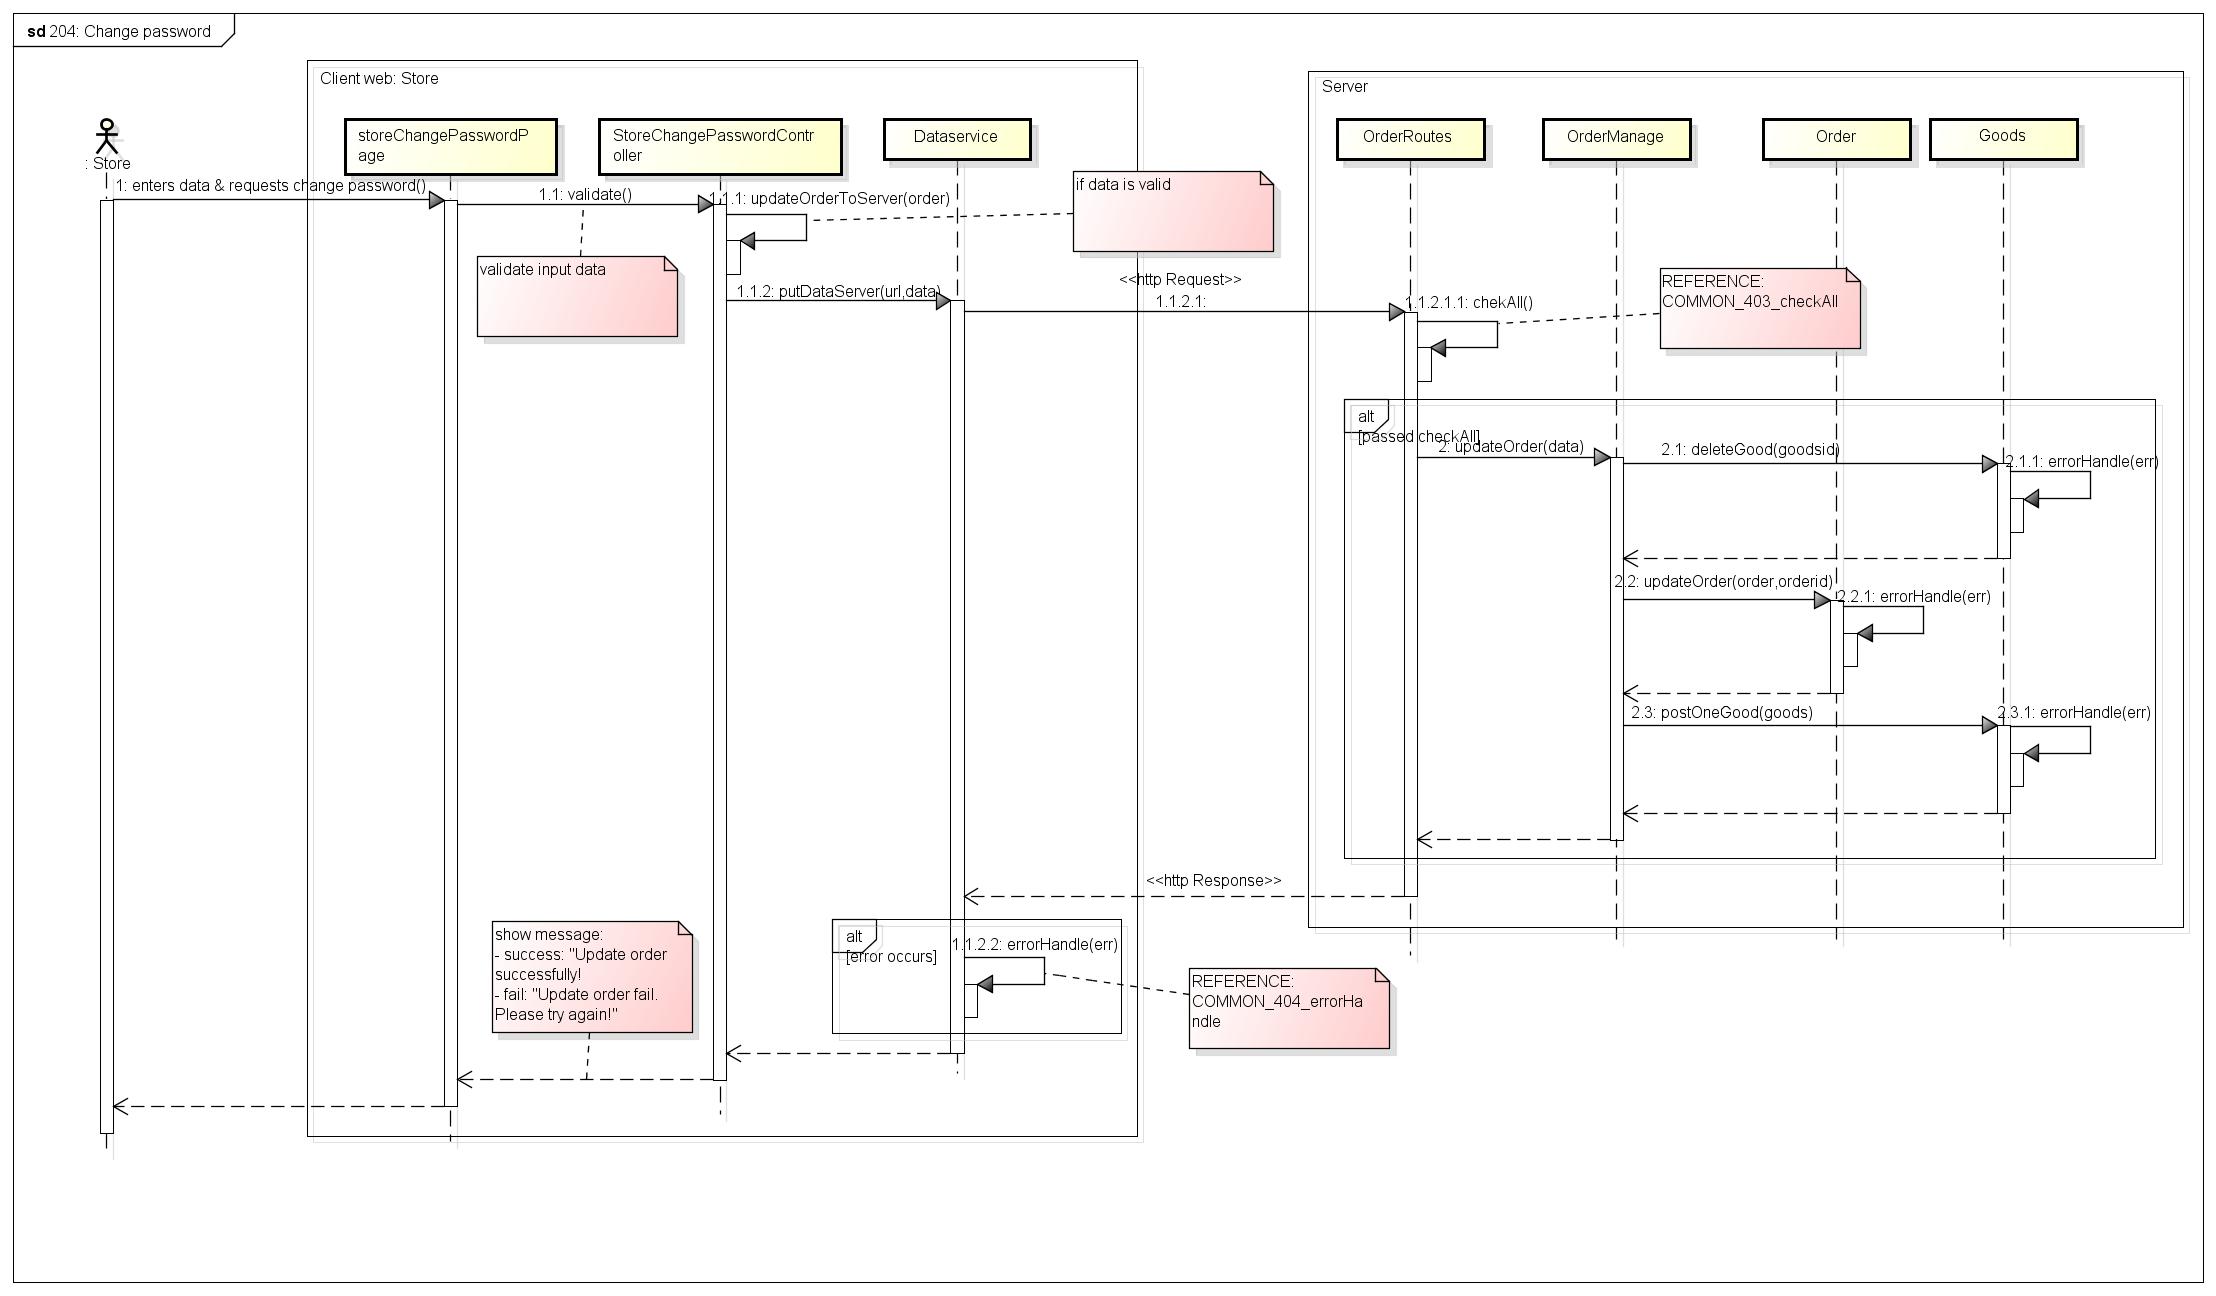 sd 204: Change password
Client web: Store
Server
: Store
storeChangePasswordP
age
StoreChangePasswordContr
oller
Dataservice
OrderRoutes
OrderManage
Order
Goods
1: enters data & requests change password()
1.1: validate()
1.1.1: updateOrderToServer(order)
if data is valid
validate input data
1.1.2: putDataServer(url,data)
<<http Request>>
1.1.2.1:
1.1.2.1.1: chekAll()
REFERENCE:
COMMON_403_checkAll
alt
[passed checkAll]
2: updateOrder(data)
2.1: deleteGood(goodsid)
2.1.1: errorHandle(err)
2.2: updateOrder(order,orderid)
2.2.1: errorHandle(err)
2.3: postOneGood(goods)
2.3.1: errorHandle(err)
<<http Response>>
alt
[error occurs]
1.1.2.2: errorHandle(err)
REFERENCE:
COMMON_404_errorHa
ndle
show message:
- success: "Update order
successfully!
- fail: "Update order fail.
Please try again!"